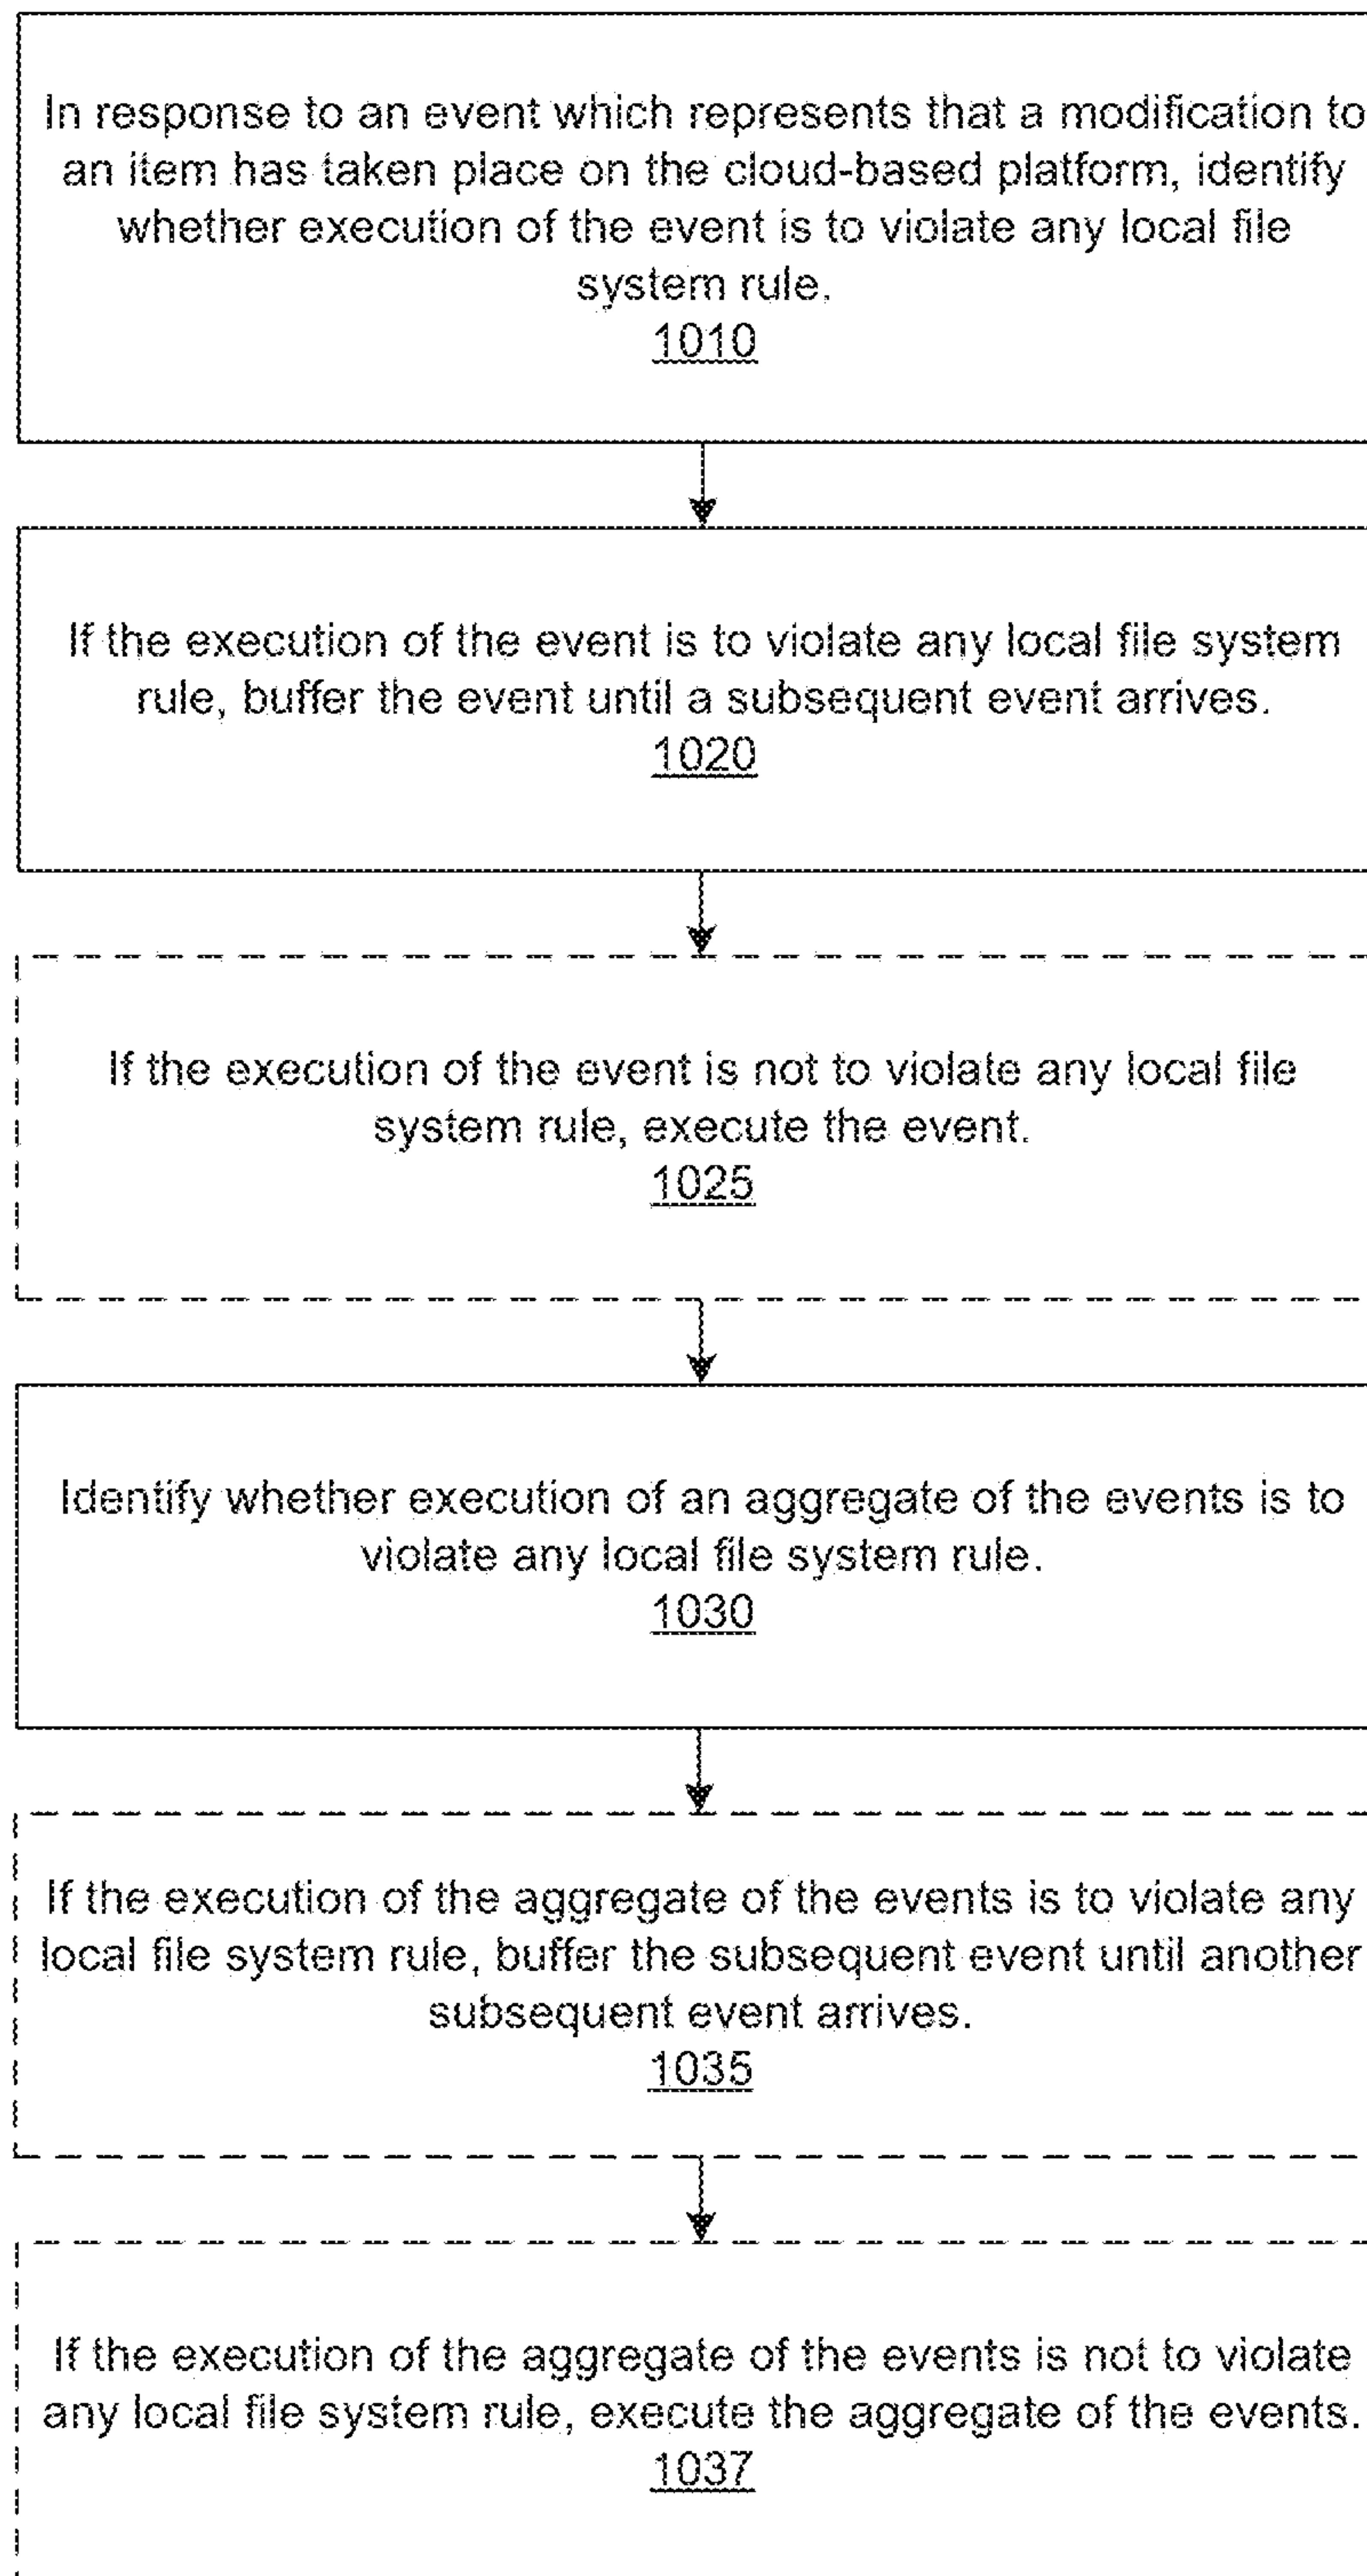 In response to an event which represents that a modification to
an item has taken place on the cloud-based platform, identify
whether execution of the event is to violate any local file
system rule.
1010
If the execution of the event is to violate any local file system
rule, buffer the event until a subsequent event arrives.
1020
If the execution of the event is not to violate any local file
system rule, execute the event.
1025
Identify whether execution of an aggregate of the events is to
violate any local file system rule.
1030
If the execution of the aggregate of the events is to violate any
local file system rule, buffer the subsequent event until another
subsequent event arrives.
1035
If the execution of the aggregate of the events is not to violate
any local file system rule, execute the aggregate of the events.
1037